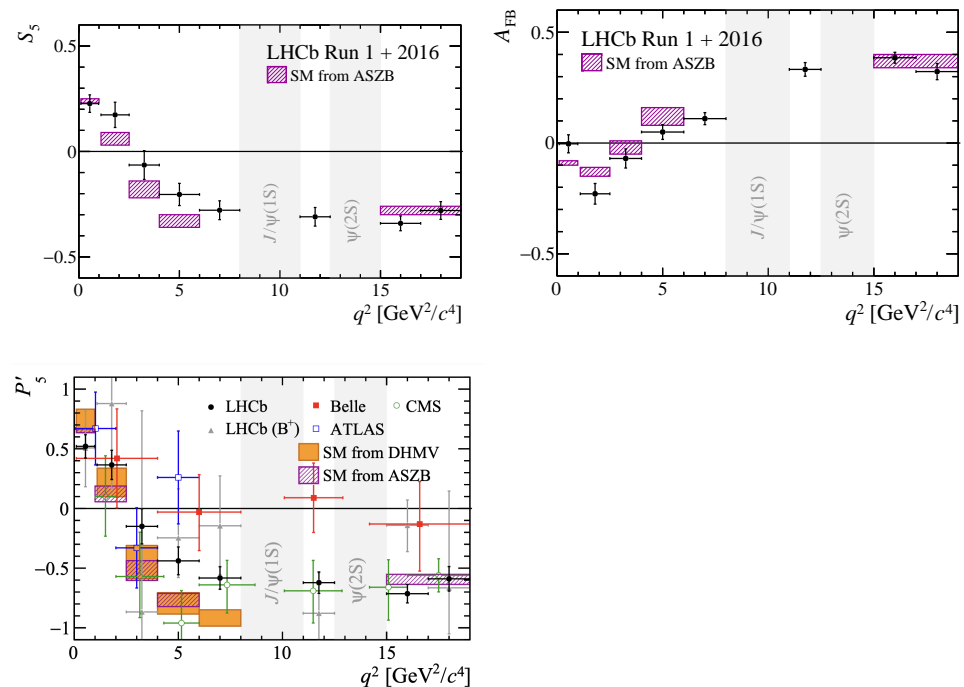 S₅
0.5
0
−0.5
LHCb Run 1 + 2016
SM from ASZB
J/ψ(1S)
ψ(2S)
0 5 10 15
q² [GeV²/c⁴]
A_FB
0.5
0
−0.5
LHCb Run 1 + 2016
SM from ASZB
J/ψ(1S)
ψ(2S)
0 5 10 15
q² [GeV²/c⁴]
P′₅
1
0.5
0
−0.5
−1
LHCb Belle CMS
LHCb (B⁺) ATLAS
SM from DHMV
SM from ASZB
J/ψ(1S)
ψ(2S)
0 5 10 15
q² [GeV²/c⁴]